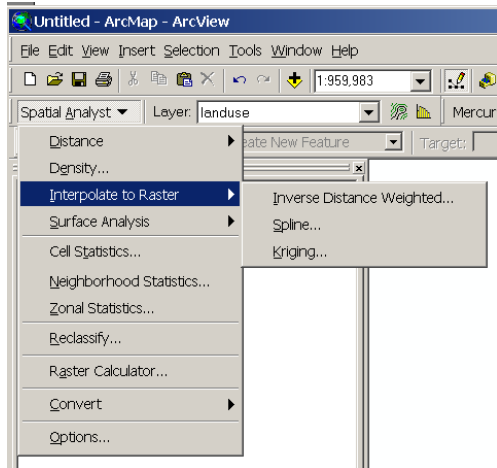 Untitled - ArcMap - ArcView
File Edit View Insert Selection Tools Window Help
1:959,983
Spatial Analyst Layer: landuse Mercur
Distance eate New Feature Target:
Density...
Interpolate to Raster Inverse Distance Weighted...
Surface Analysis Spline...
Cell Statistics... Kriging...
Neighborhood Statistics...
Zonal Statistics...
Reclassify...
Raster Calculator...
Convert
Options...